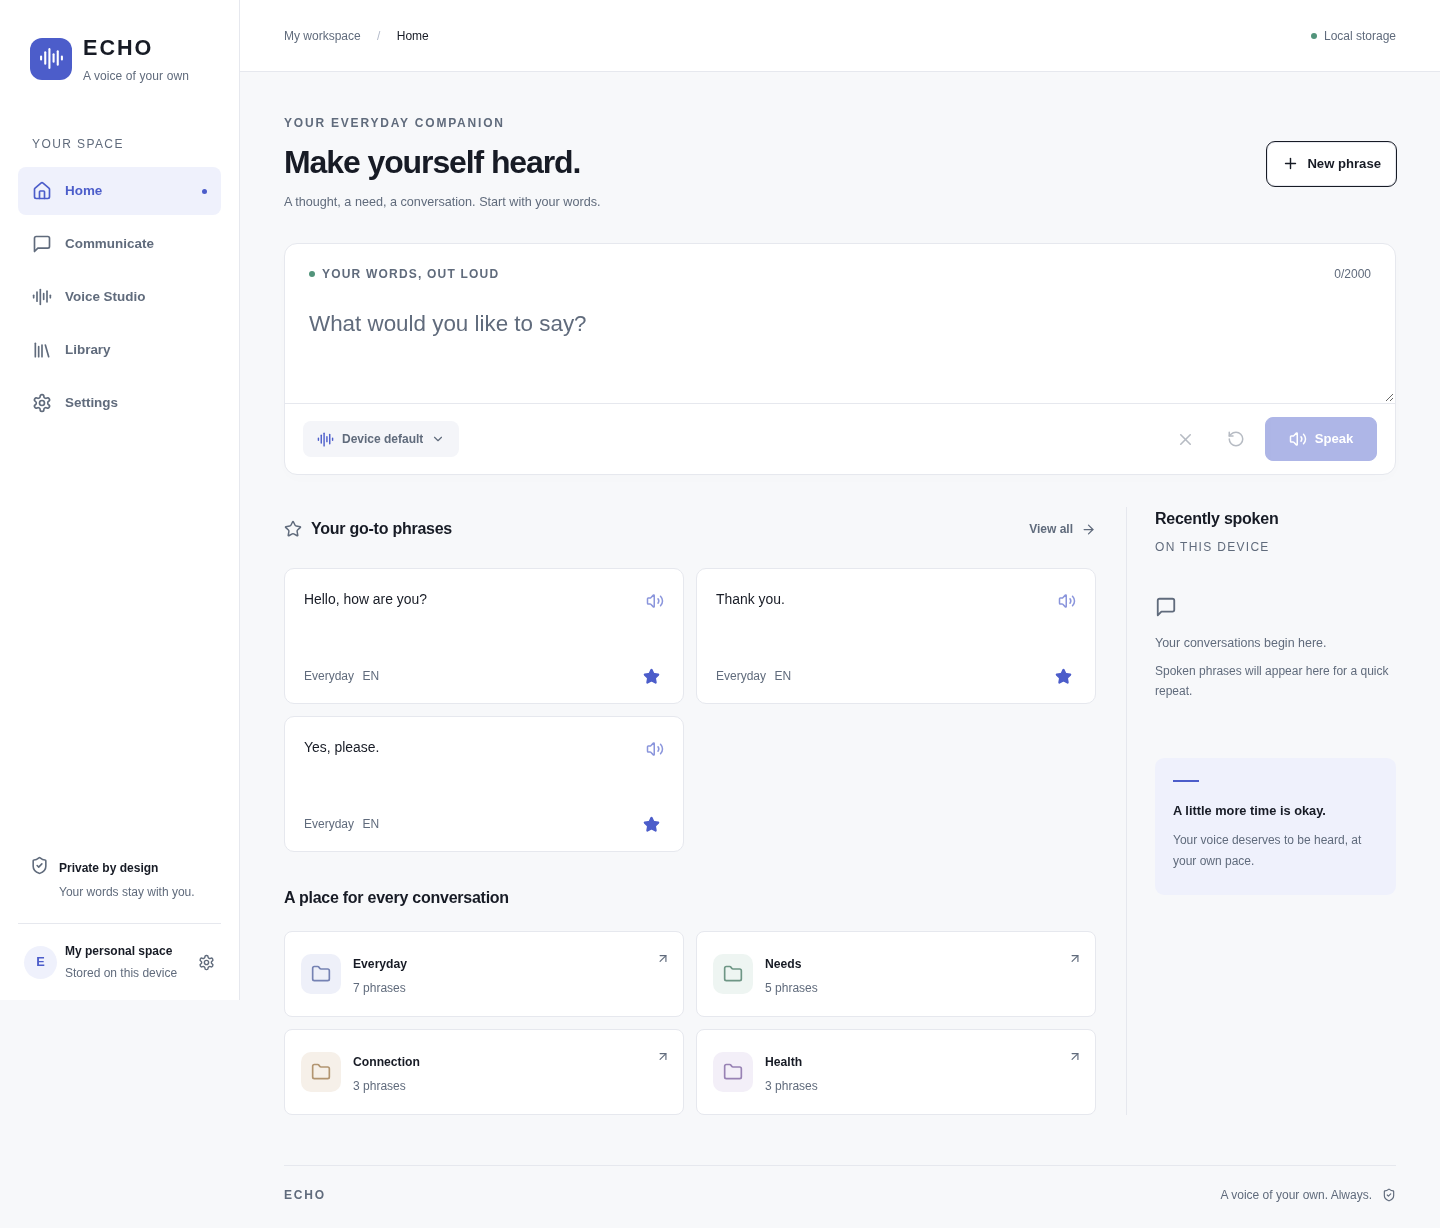 ECHO
A voice of your own
YOUR SPACE
Home
Communicate
Voice Studio
Library
Settings
Private by design
Your words stay with you.
E
My personal space
Stored on this device
My workspace / Home
Local storage
YOUR EVERYDAY COMPANION
Make yourself heard.
A thought, a need, a conversation. Start with your words.
New phrase
YOUR WORDS, OUT LOUD
0/2000
What would you like to say?
Device default
Speak
Your go-to phrases
View all
Hello, how are you?
Everyday EN
Thank you.
Everyday EN
Yes, please.
Everyday EN
A place for every conversation
Everyday
7 phrases
Needs
5 phrases
Connection
3 phrases
Health
3 phrases
Recently spoken
ON THIS DEVICE
Your conversations begin here.
Spoken phrases will appear here for a quick
repeat.
A little more time is okay.
Your voice deserves to be heard, at
your own pace.
ECHO
A voice of your own. Always.